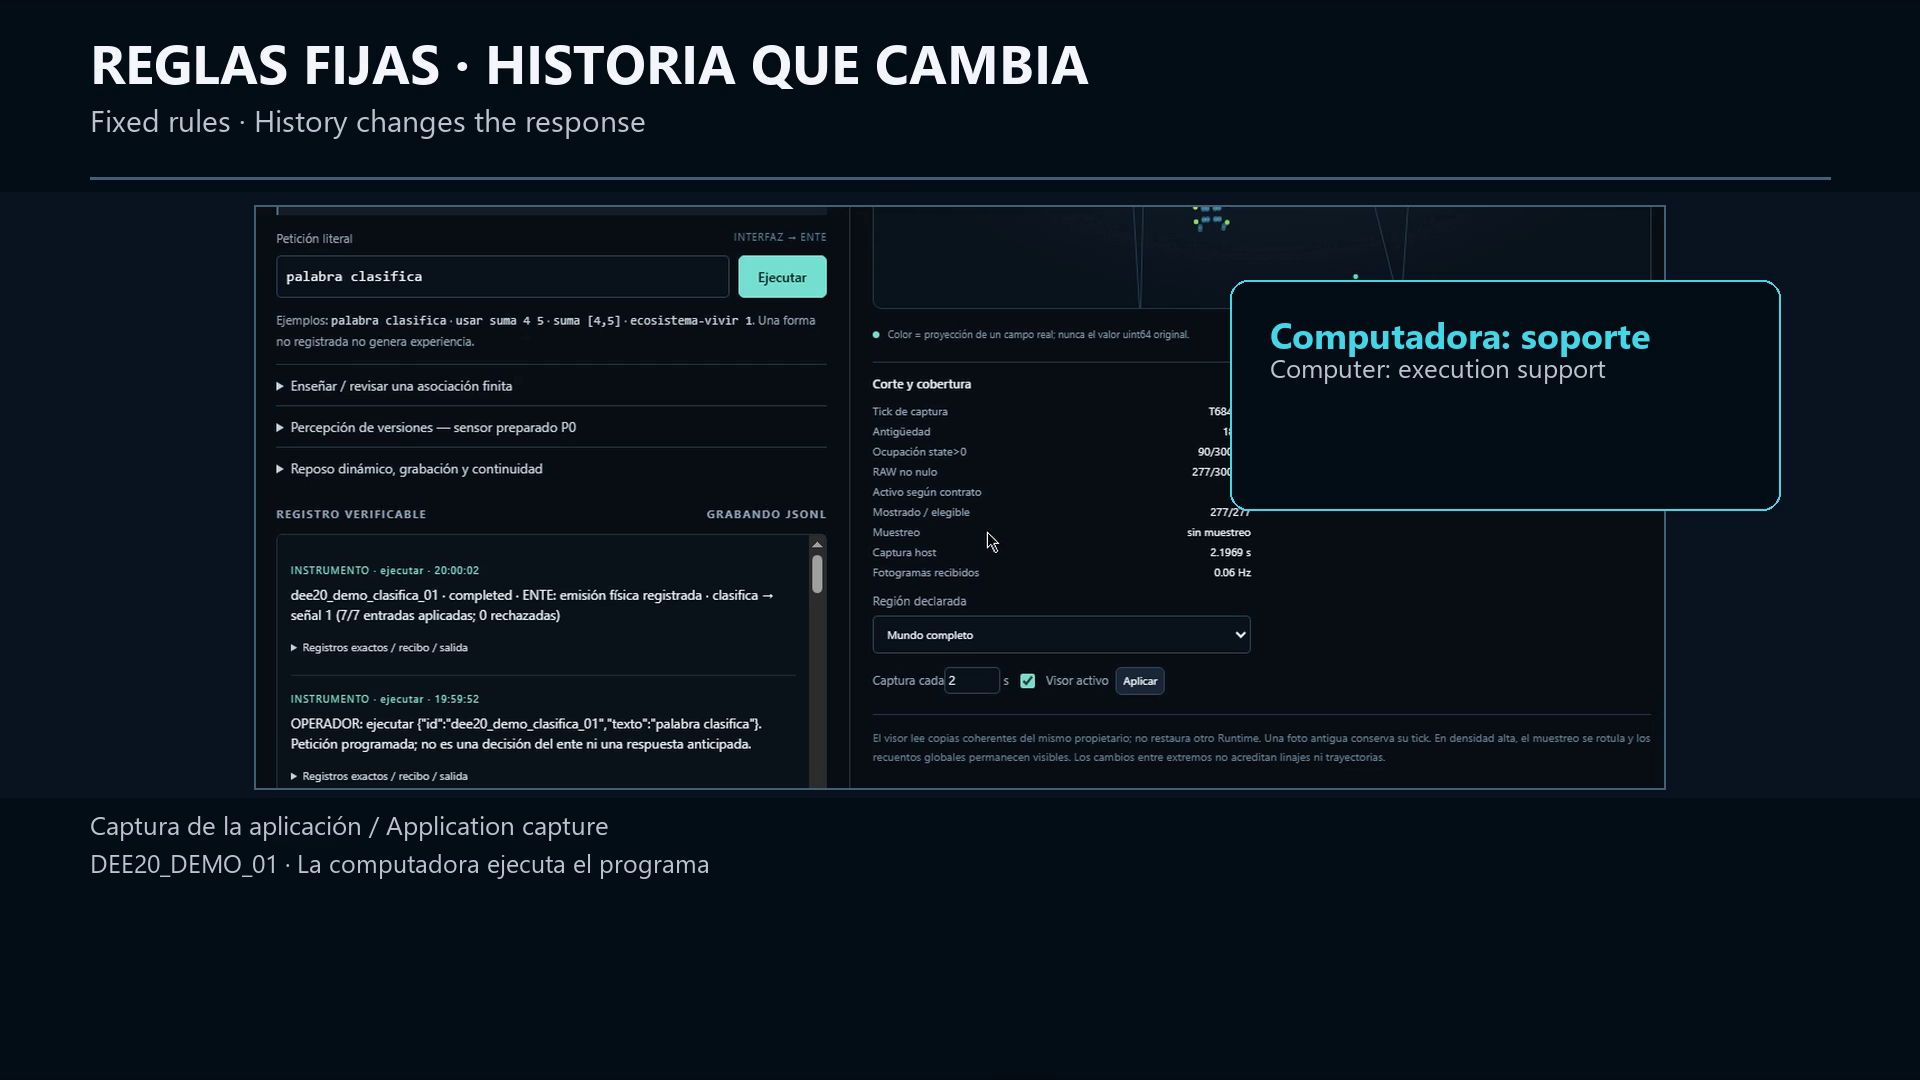 REGLAS FIJAS · HISTORIA QUE CAMBIA
Fixed rules · History changes the response
Petición literal
INTERFAZ → ENTE
palabra clasifica
Ejecutar
Ejemplos: palabra clasifica · usar suma 4 5 · suma [4,5] · ecosistema-vivir 1. Una forma
no registrada no genera experiencia.
Enseñar / revisar una asociación finita
Percepción de versiones — sensor preparado P0
Reposo dinámico, grabación y continuidad
REGISTRO VERIFICABLE
GRABANDO JSONL
INSTRUMENTO · ejecutar · 20:00:02
dee20_demo_clasifica_01 · completed · ENTE: emisión física registrada · clasifica →
señal 1 (7/7 entradas aplicadas; 0 rechazadas)
Registros exactos / recibo / salida
INSTRUMENTO · ejecutar · 19:59:52
OPERADOR: ejecutar {"id":"dee20_demo_clasifica_01","texto":"palabra clasifica"}.
Petición programada; no es una decisión del ente ni una respuesta anticipada.
Registros exactos / recibo / salida
Color = proyección de un campo real; nunca el valor uint64 original.
Corte y cobertura
Tick de captura T684
Antigüedad
Ocupación state>0 90/300
RAW no nulo 277/300
Activo según contrato
Mostrado / elegible 277/277
Muestreo sin muestreo
Captura host 2.1969 s
Fotogramas recibidos 0.06 Hz
Región declarada
Mundo completo
Captura cada 2 s Visor activo Aplicar
El visor lee copias coherentes del mismo propietario; no restaura otro Runtime. Una foto antigua conserva su tick. En densidad alta, el muestreo se rotula y los
recuentos globales permanecen visibles. Los cambios entre extremos no acreditan linajes ni trayectorias.
Computadora: soporte
Computer: execution support
Captura de la aplicación / Application capture
DEE20_DEMO_01 · La computadora ejecuta el programa